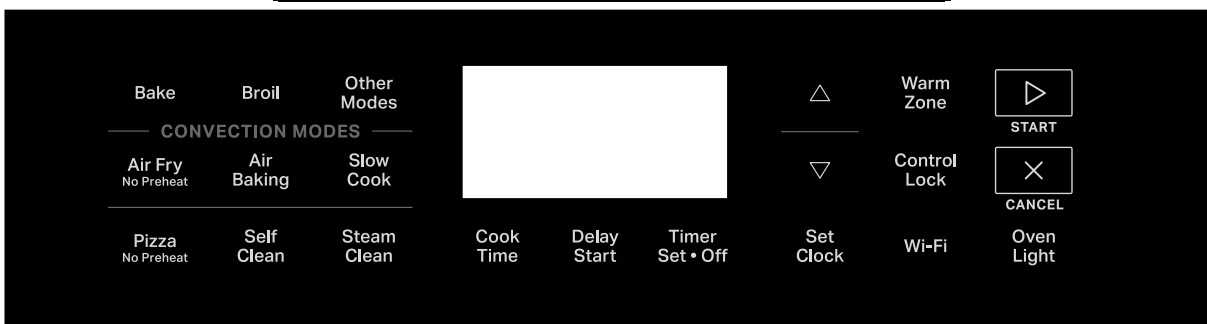 Bake
Broil
Other
Modes
CONVECTION MODES
Air Fry
No Preheat
Air
Baking
Slow
Cook
Pizza
No Preheat
Self
Clean
Steam
Clean
Cook
Time
Delay
Start
Timer
Set • Off
Set
Clock
Warm
Zone
Control
Lock
Wi-Fi
START
CANCEL
Oven
Light